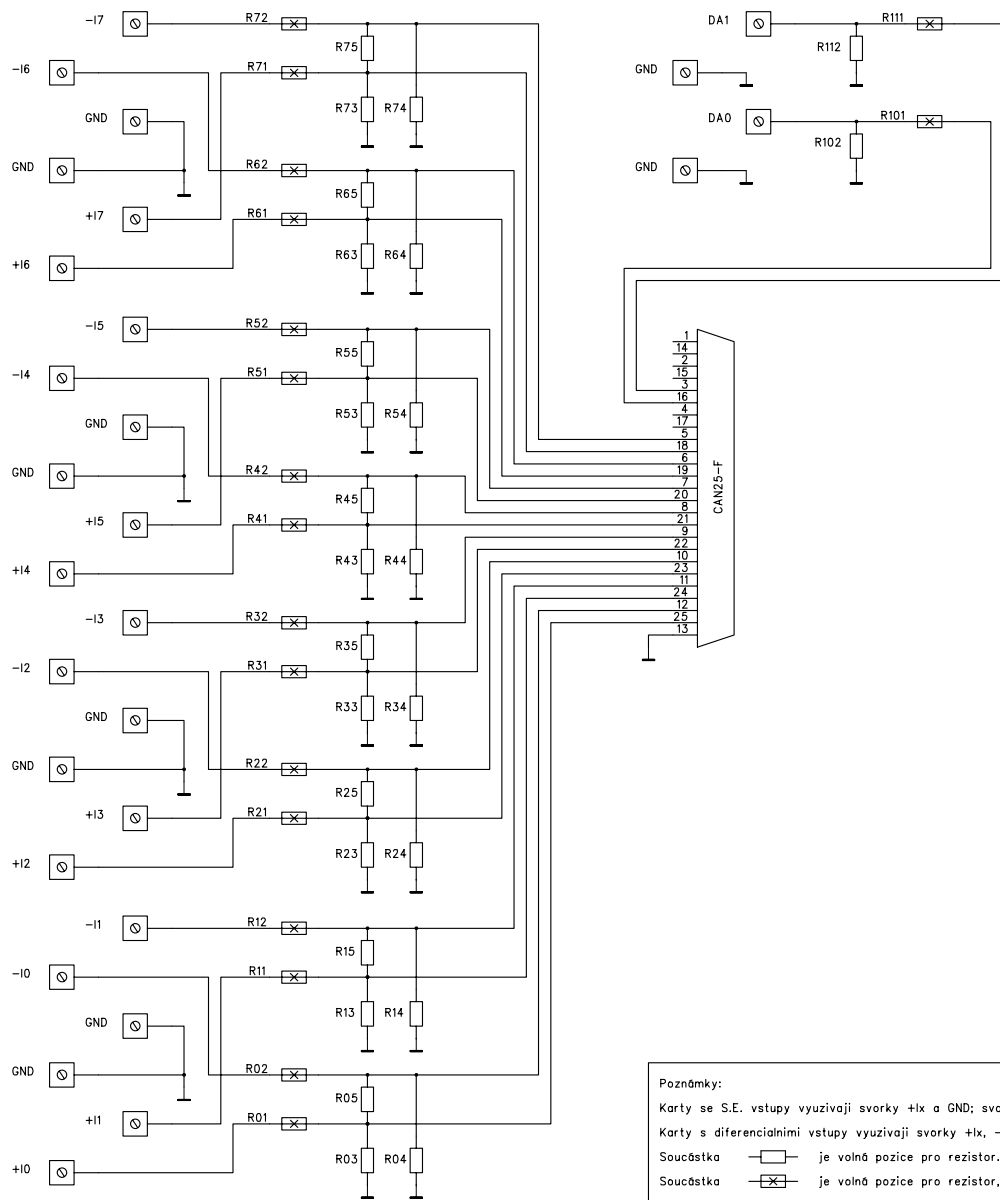 -I7 R72 DA1 R111
R75 R112
-I6 R71 GND
R73 R74
GND DA0 R101
R102
GND R62 GND
R65
+I7 R61
R63 R64
+I6
-I5 R52
R55
-I4 R51
R53 R54
GND
GND R42
R45
+I5 R41
R43 R44
+I4
-I3 R32
R35
-I2 R31
R33 R34
GND
GND R22
R25
+I3 R21
R23 R24
+I2
-I1 R12
R15
-I0 R11
R13 R14
GND
GND R02
R05
+I1 R01
R03 R04
+I0
1
14
2
15
3
16
4
17
5
18
6
19
7
20
8
21
9
22
10
23
11
24
12
25
13
CAN25-F
Poznámky:
Karty se S.E. vstupy vyuzivaji svorky +Ix a GND; svo
Karty s diferencialnimi vstupy vyuzivaji svorky +Ix, -
Soucástka je volná pozice pro rezistor.
Soucástka je volná pozice pro rezistor,